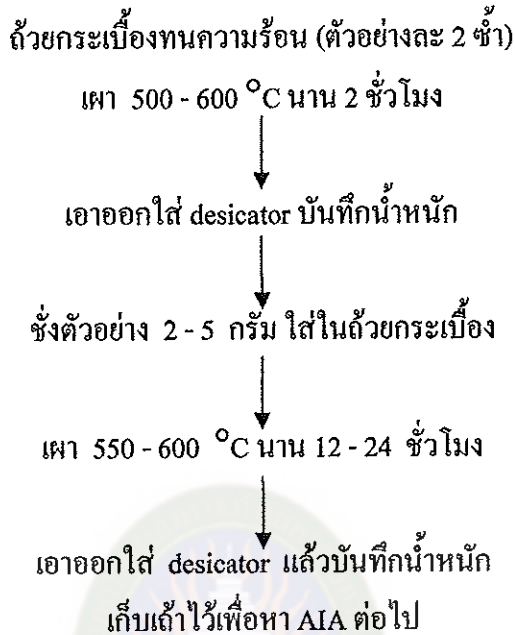 ถ้วยกระเบื้องทนความร้อน (ตัวอย่างละ 2 ซ้ำ)
เผา 500 - 600 °C นาน 2 ชั่วโมง
เอาออกใส่ desicator บันทึกน้ำหนัก
ชั่งตัวอย่าง 2 - 5 กรัม ใส่ในถ้วยกระเบื้อง
เผา 550 - 600 °C นาน 12 - 24 ชั่วโมง
เอาออกใส่ desicator แล้วบันทึกน้ำหนัก
เก็บเถ้าไว้เพื่อหา AIA ต่อไป